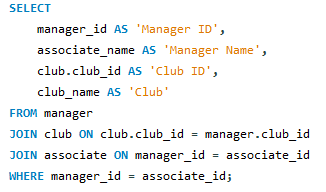 SELECT
manager_id AS 'Manager ID',
associate_name AS 'Manager Name',
club.club_id AS 'Club ID',
club_name AS 'Club'
FROM manager
JOIN club ON club.club_id = manager.club_id
JOIN associate ON manager_id = associate_id
WHERE manager_id = associate_id;